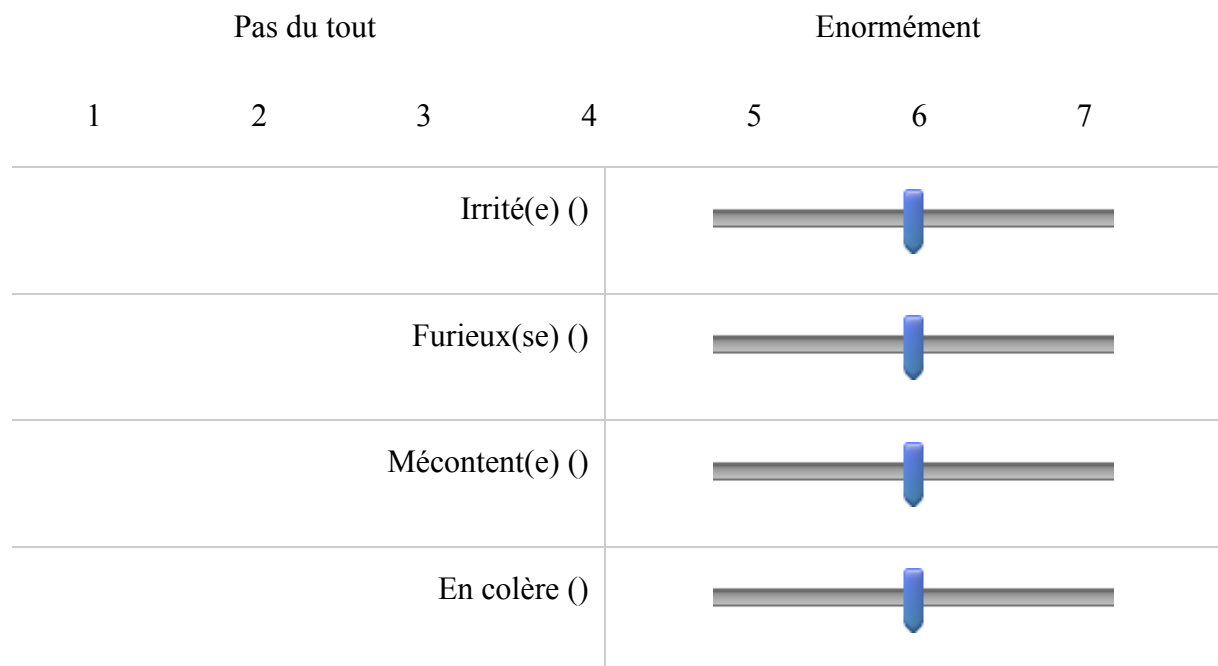 Pas du tout Enormément
1 2 3 4 5 6 7
Irrité(e) ()
Furieux(se) ()
Mécontent(e) ()
En colère ()